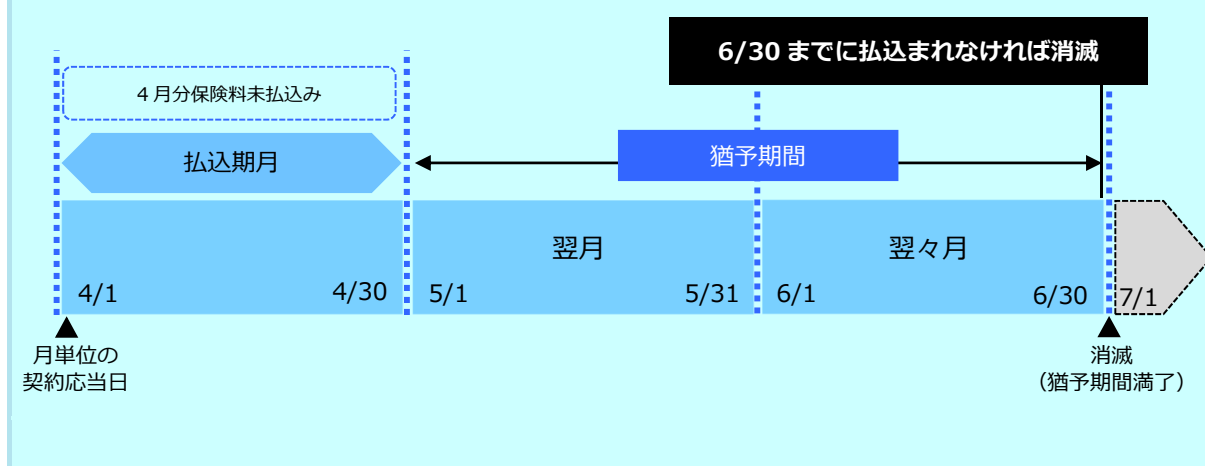 6/30 までに払込まれなければ消滅
4月分保険料未払込み
払込期月
猶予期間
翌月
翌々月
4/1
4/30
5/1
5/31
6/1
6/30
7/1
月単位の
契約応当日
消滅
（猶予期間満了）